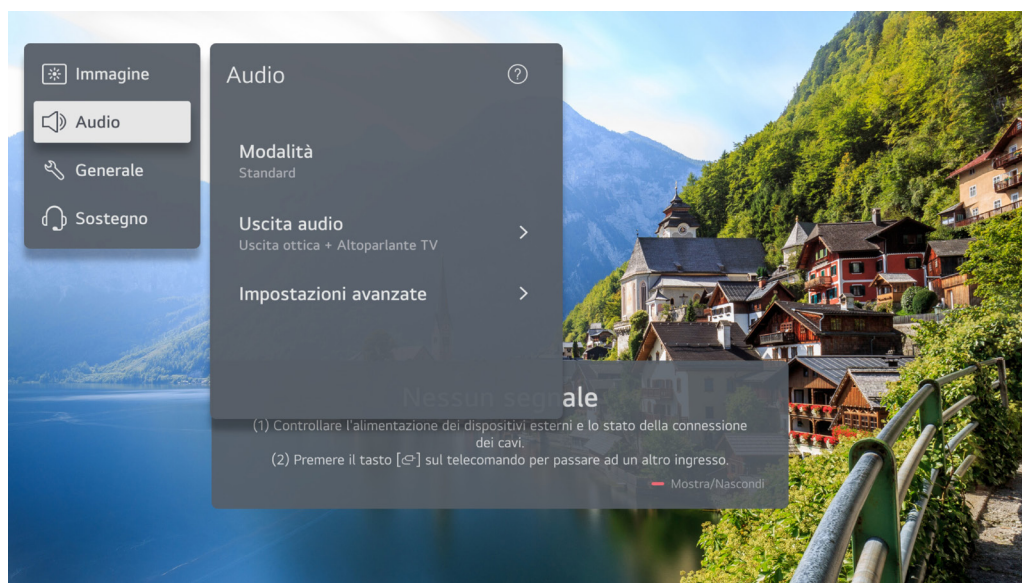 Immagine
Audio
Generale
Sostegno
Audio
?
Modalità
Standard
Uscita audio
Uscita ottica + Altoparlante TV
Impostazioni avanzate
Nessun segnale
(1) Controllare l'alimentazione dei dispositivi esterni e lo stato della connessione
dei cavi.
(2) Premere il tasto [] sul telecomando per passare ad un altro ingresso.
Mostra/Nascondi